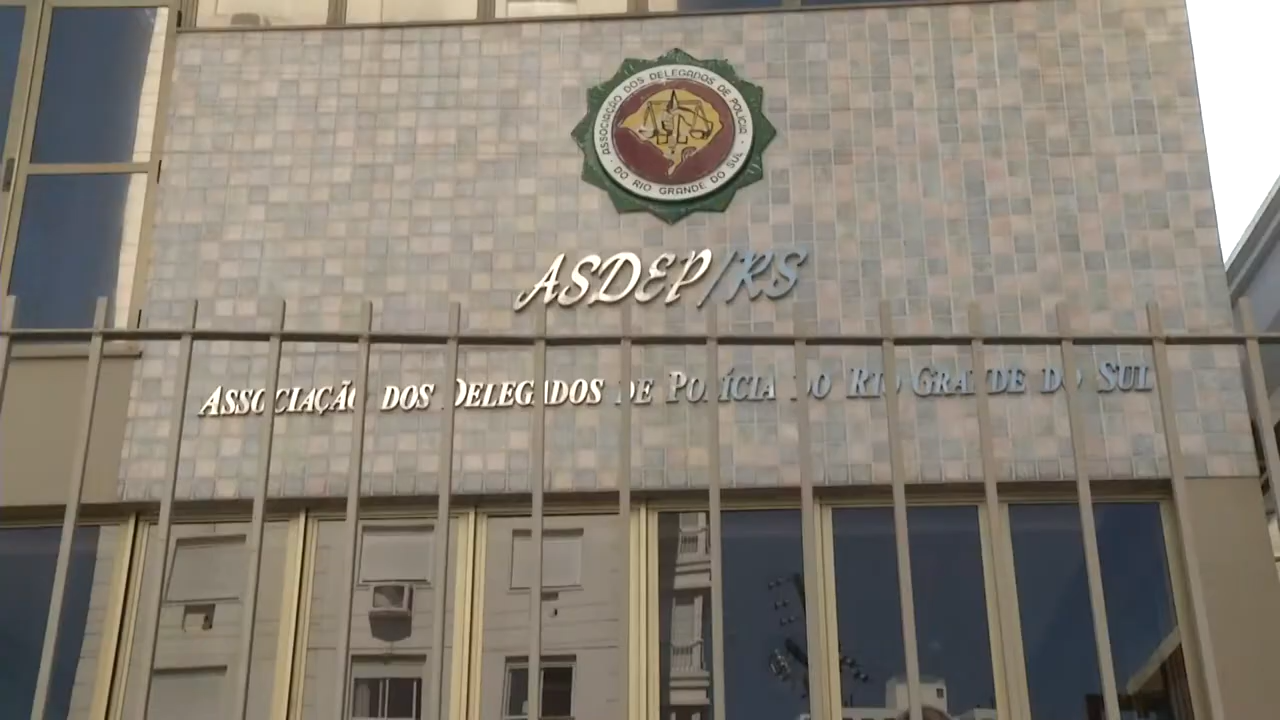 ASSOCIAÇÃO DOS DELEGADOS DE POLÍCIA
· DO RIO GRANDE DO SUL ·
ASDEP/RS
ASSOCIAÇÃO DOS DELEGADOS DE POLÍCIA DO RIO GRANDE DO SUL